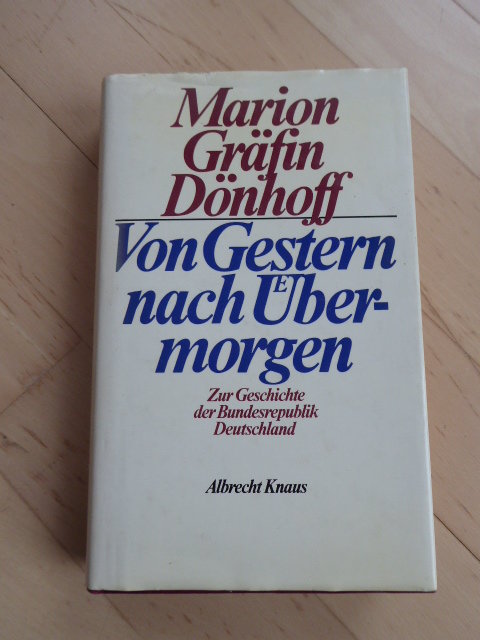 Marion
Gräfin
Dönhoff
Von Gestern
nach Über-
morgen
Zur Geschichte
der Bundesrepublik
Deutschland
Albrecht Knaus